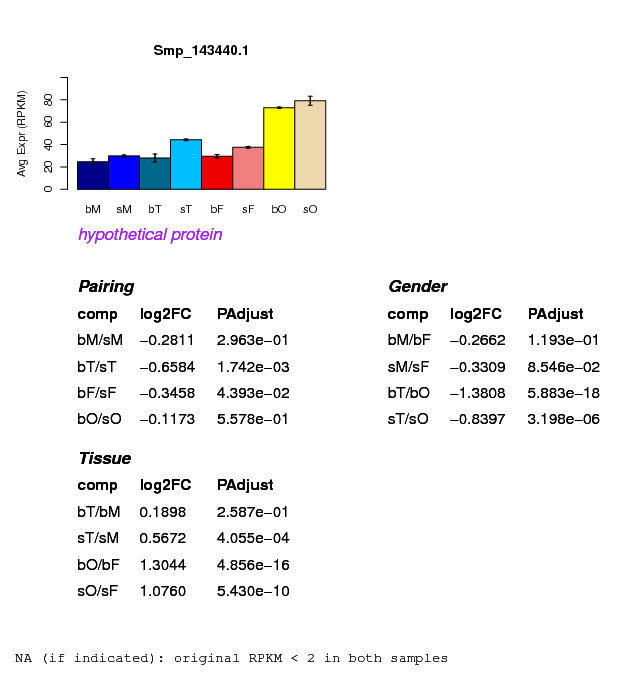 Smp_143440.1
Avg Expr (RPKM)
0 20 40 60 80
bM sM bT sT bF sF bO sO
hypothetical protein
Pairing
comp log2FC PAdjust
bM/sM −0.2811 2.963e−01
bT/sT −0.6584 1.742e−03
bF/sF −0.3458 4.393e−02
bO/sO −0.1173 5.578e−01
Gender
comp log2FC PAdjust
bM/bF −0.2662 1.193e−01
sM/sF −0.3309 8.546e−02
bT/bO −1.3808 5.883e−18
sT/sO −0.8397 3.198e−06
Tissue
comp log2FC PAdjust
bT/bM 0.1898 2.587e−01
sT/sM 0.5672 4.055e−04
bO/bF 1.3044 4.856e−16
sO/sF 1.0760 5.430e−10
NA (if indicated): original RPKM < 2 in both samples